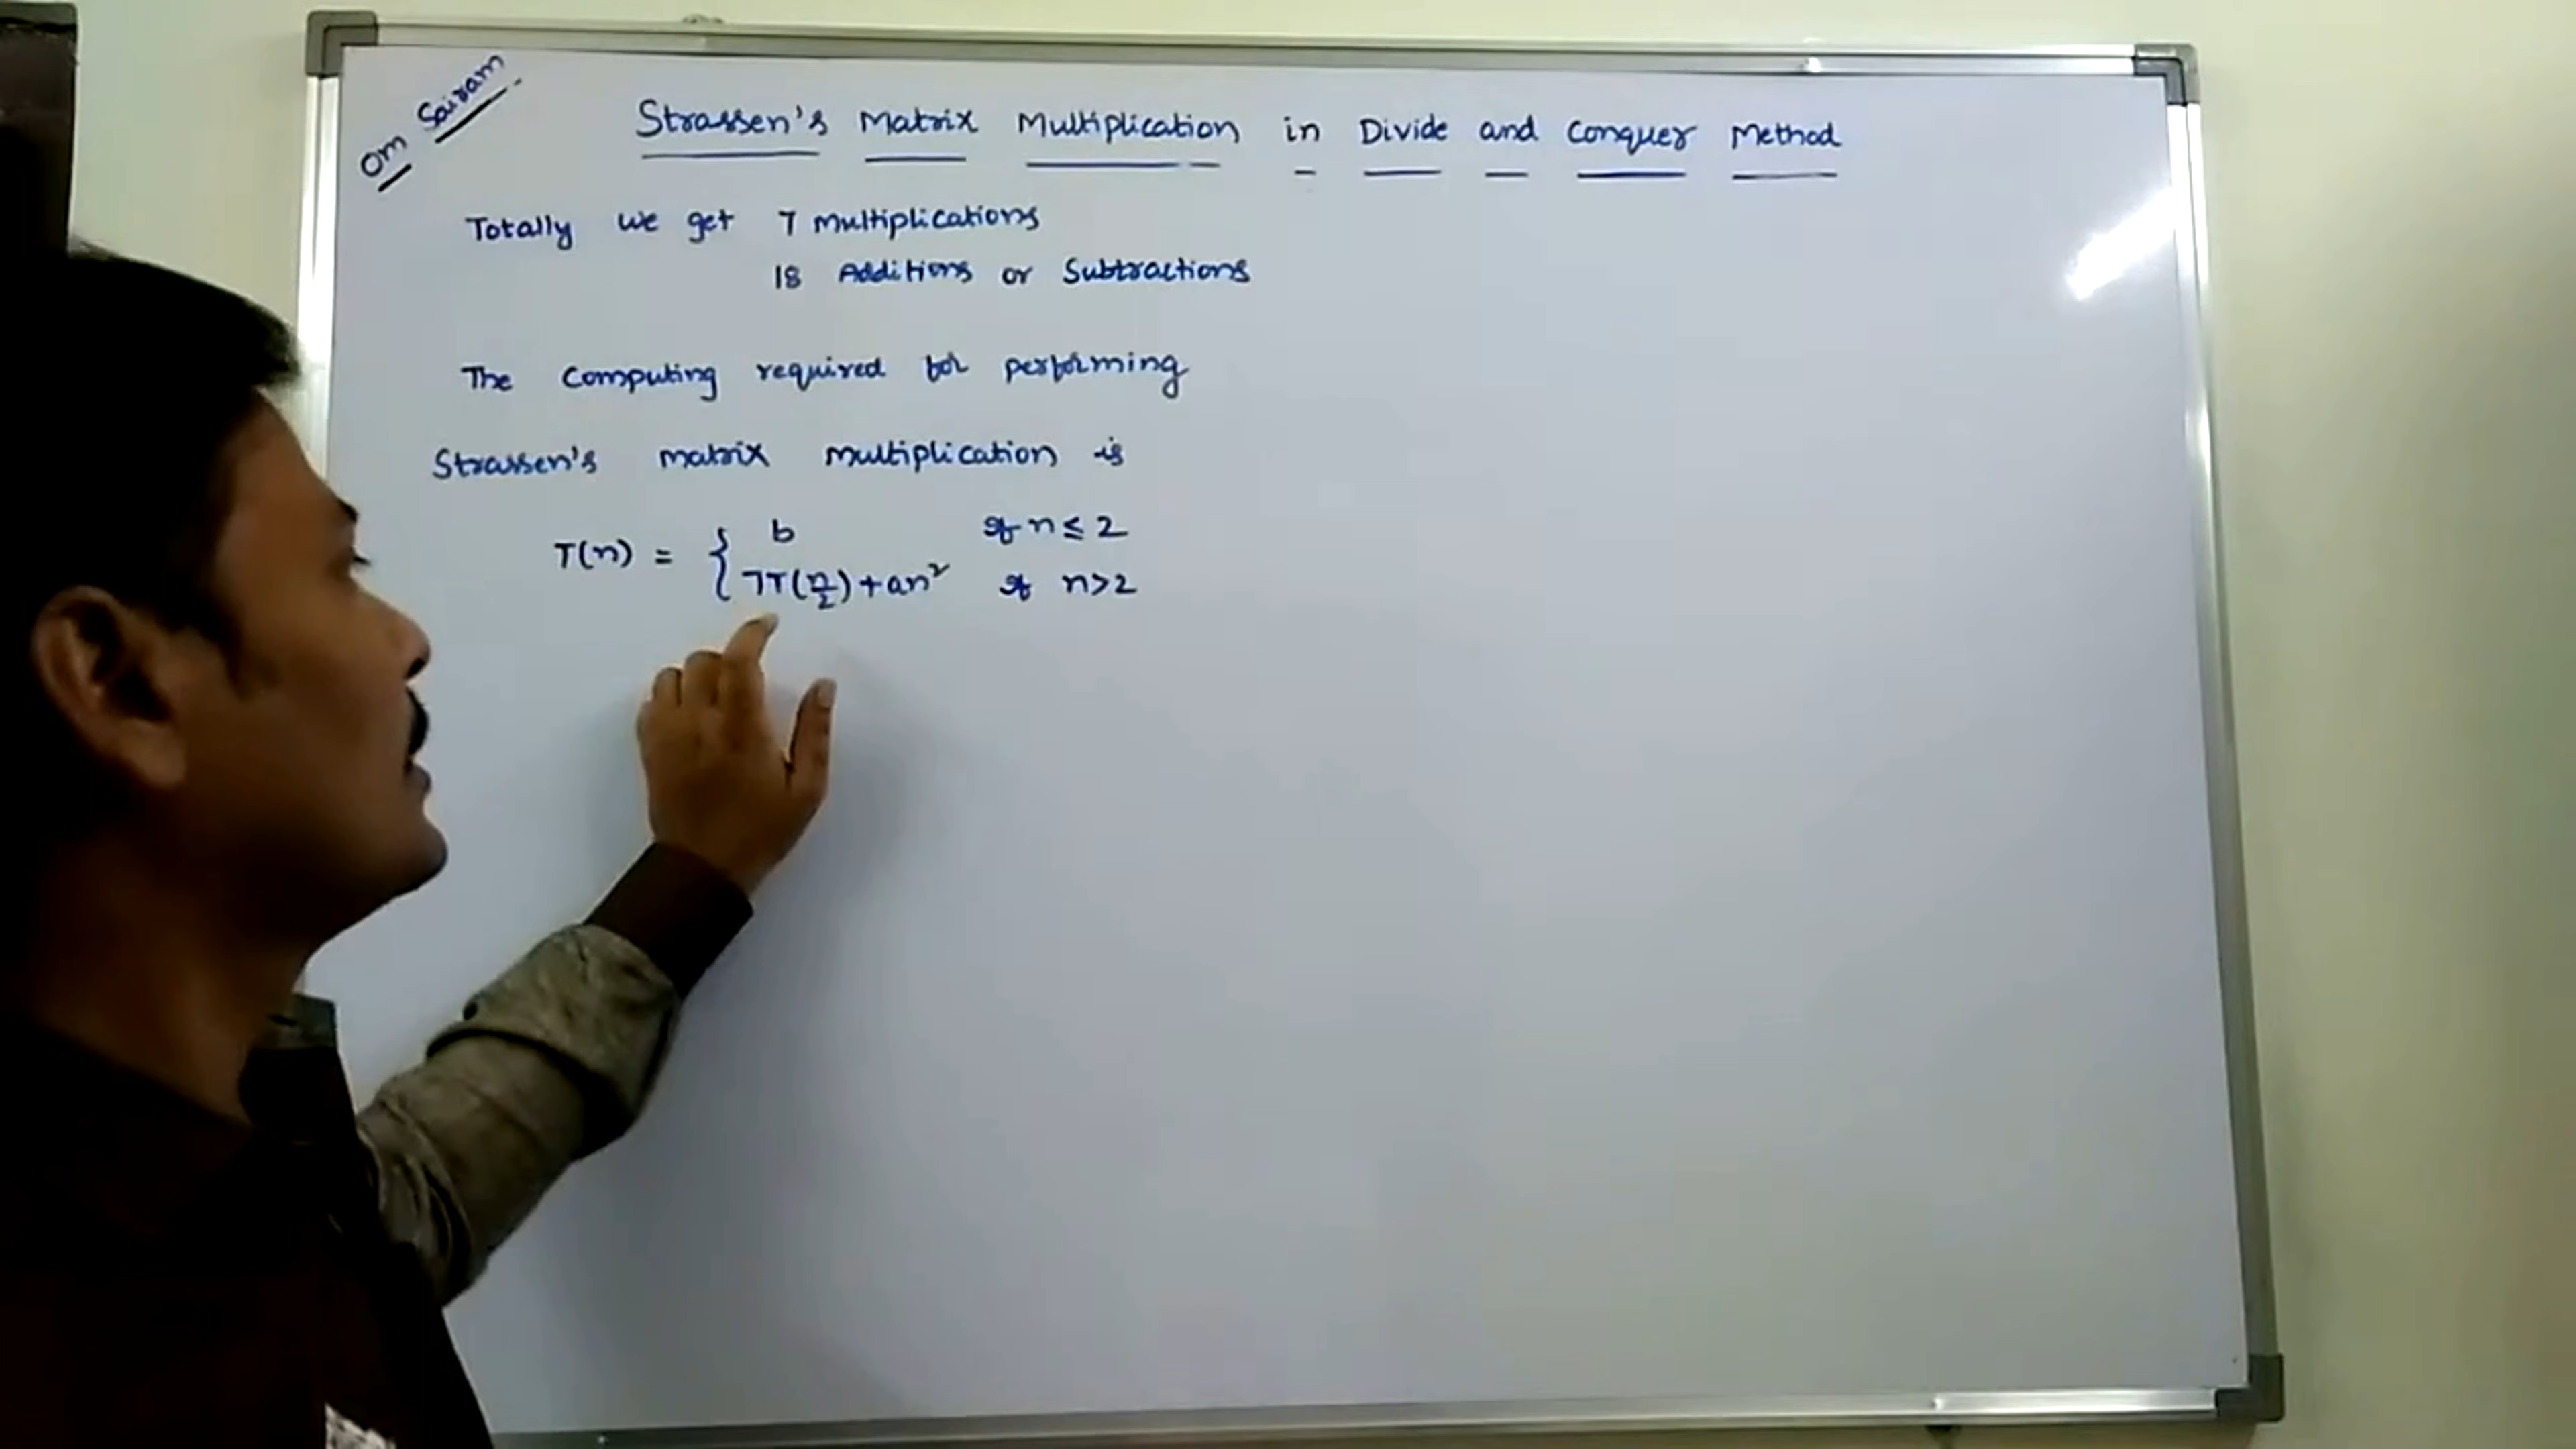 Om Sairam
Strassen's Matrix Multiplication in Divide and Conquer Method
Totally we get 7 multiplications
18 Additions or Subtractions
The Computing required for performing
Strassen's matrix multiplication is
T(n) = { b if n ≤ 2
7T(n/2) + an² if n>2